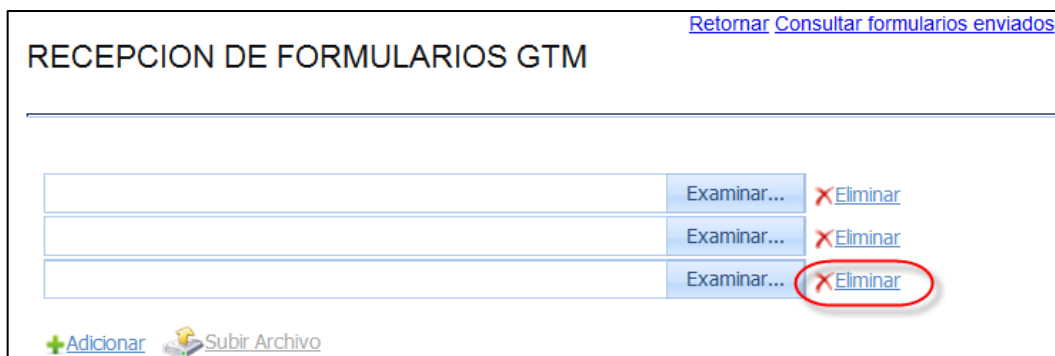 Retornar Consultar formularios enviados
RECEPCION DE FORMULARIOS GTM
Examinar... Eliminar
Examinar... Eliminar
Examinar... Eliminar
Adicionar Subir Archivo